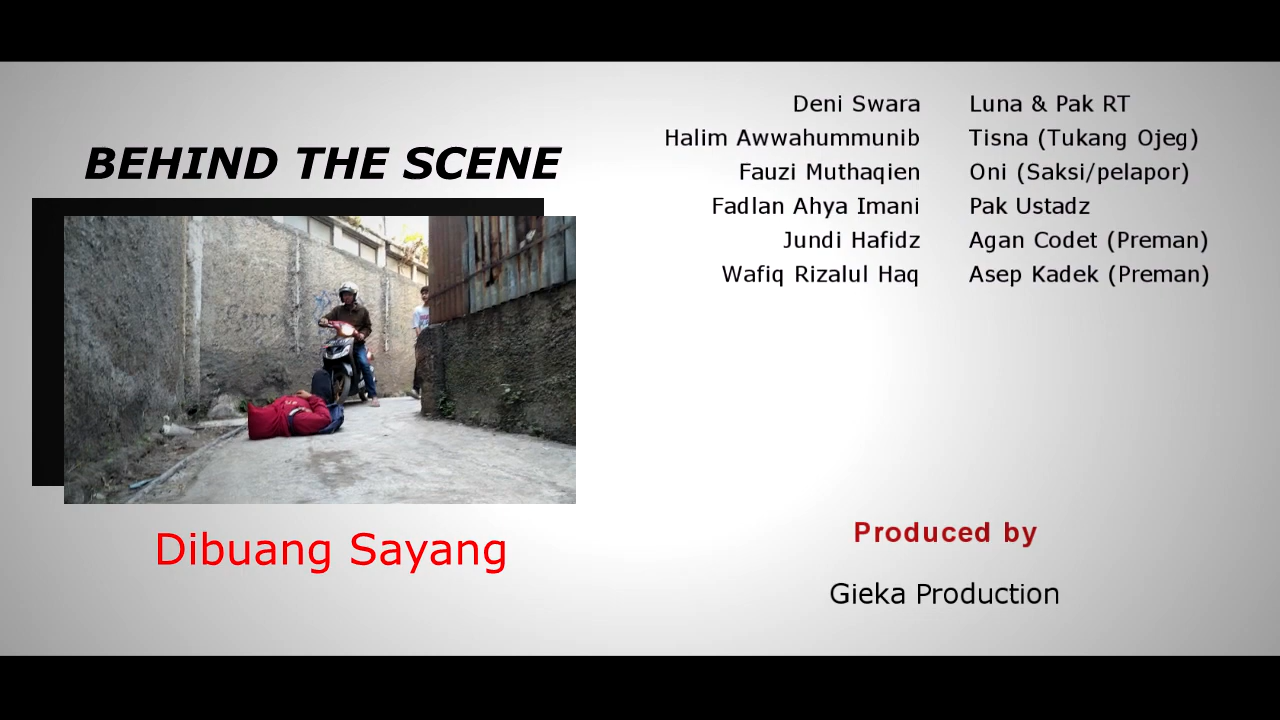 BEHIND THE SCENE
Dibuang Sayang
Deni Swara Luna & Pak RT
Halim Awwahummunib Tisna (Tukang Ojeg)
Fauzi Muthaqien Oni (Saksi/pelapor)
Fadlan Ahya Imani Pak Ustadz
Jundi Hafidz Agan Codet (Preman)
Wafiq Rizalul Haq Asep Kadek (Preman)
Produced by
Gieka Production